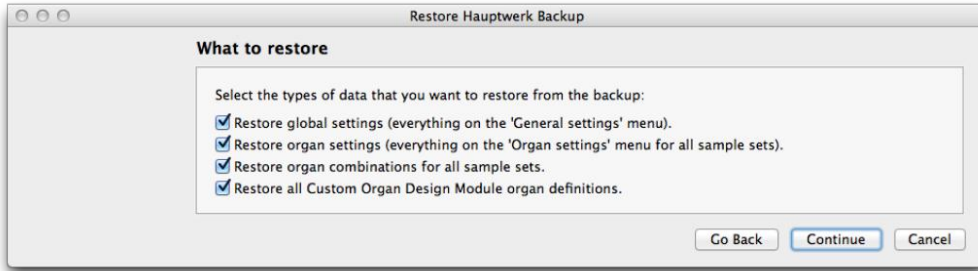 Restore Hauptwerk Backup
What to restore
Select the types of data that you want to restore from the backup:
Restore global settings (everything on the 'General settings' menu).
Restore organ settings (everything on the 'Organ settings' menu for all sample sets).
Restore organ combinations for all sample sets.
Restore all Custom Organ Design Module organ definitions.
Go Back Continue Cancel